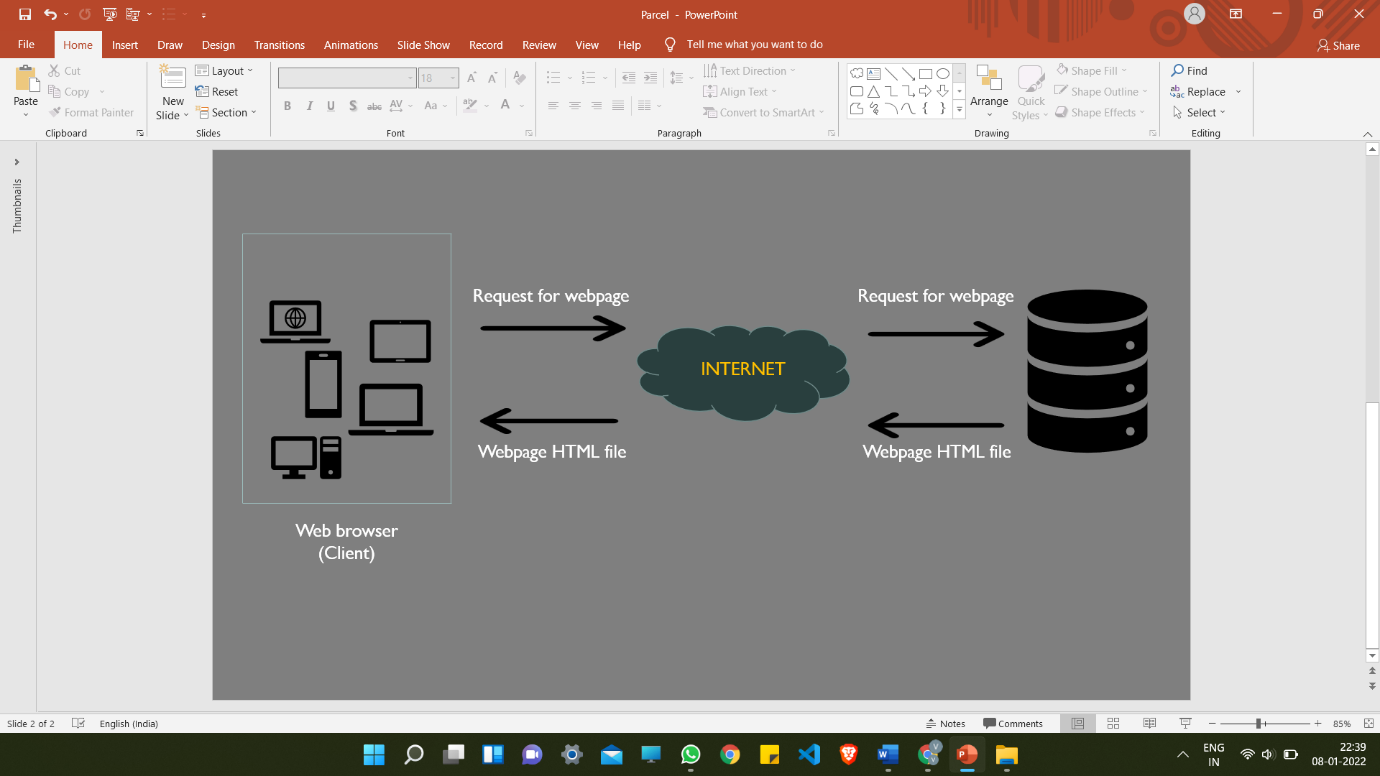 Parcel - PowerPoint
File Home Insert Draw Design Transitions Animations Slide Show Record Review View Help Tell me what you want to do Share
Paste
Cut
Copy
Format Painter
Clipboard
New Slide
Layout
Reset
Section
Slides
18
B I U S abc AV Aa A
Font
Text Direction
Align Text
Convert to SmartArt
Paragraph
Arrange
Quick Styles
Shape Fill
Shape Outline
Shape Effects
Drawing
Find
Replace
Select
Editing
Thumbnails
Request for webpage
Request for webpage
INTERNET
Webpage HTML file
Webpage HTML file
Web browser
(Client)
Slide 2 of 2 English (India) Notes Comments 85%
ENG
IN
22:39
08-01-2022